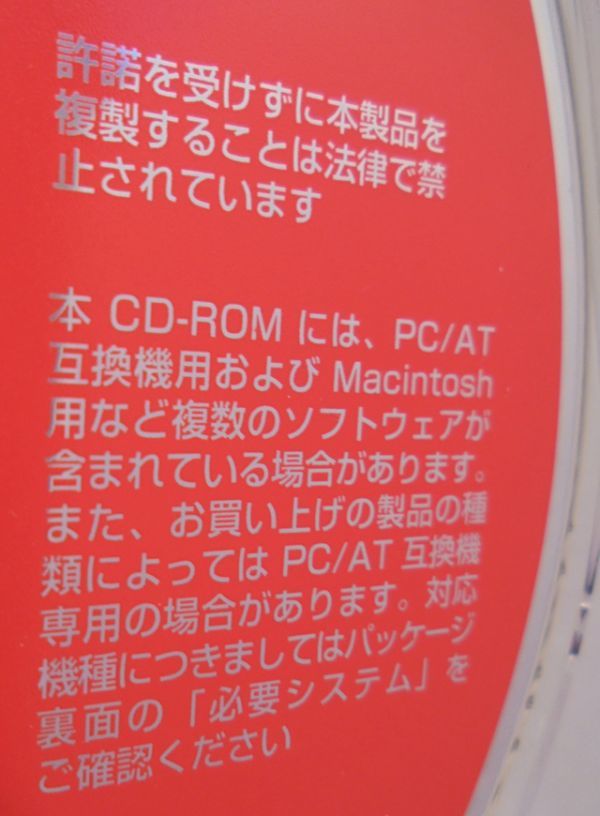 許諾を受けずに本製品を
複製することは法律で禁
止されています
本 CD-ROM には、PC/AT
互換機用および Macintosh
用など複数のソフトウェアが
含まれている場合があります。
また、お買い上げの製品の種
類によっては PC/AT 互換機
専用の場合があります。対応
機種につきましてはパッケージ
裏面の「必要システム」を
ご確認ください